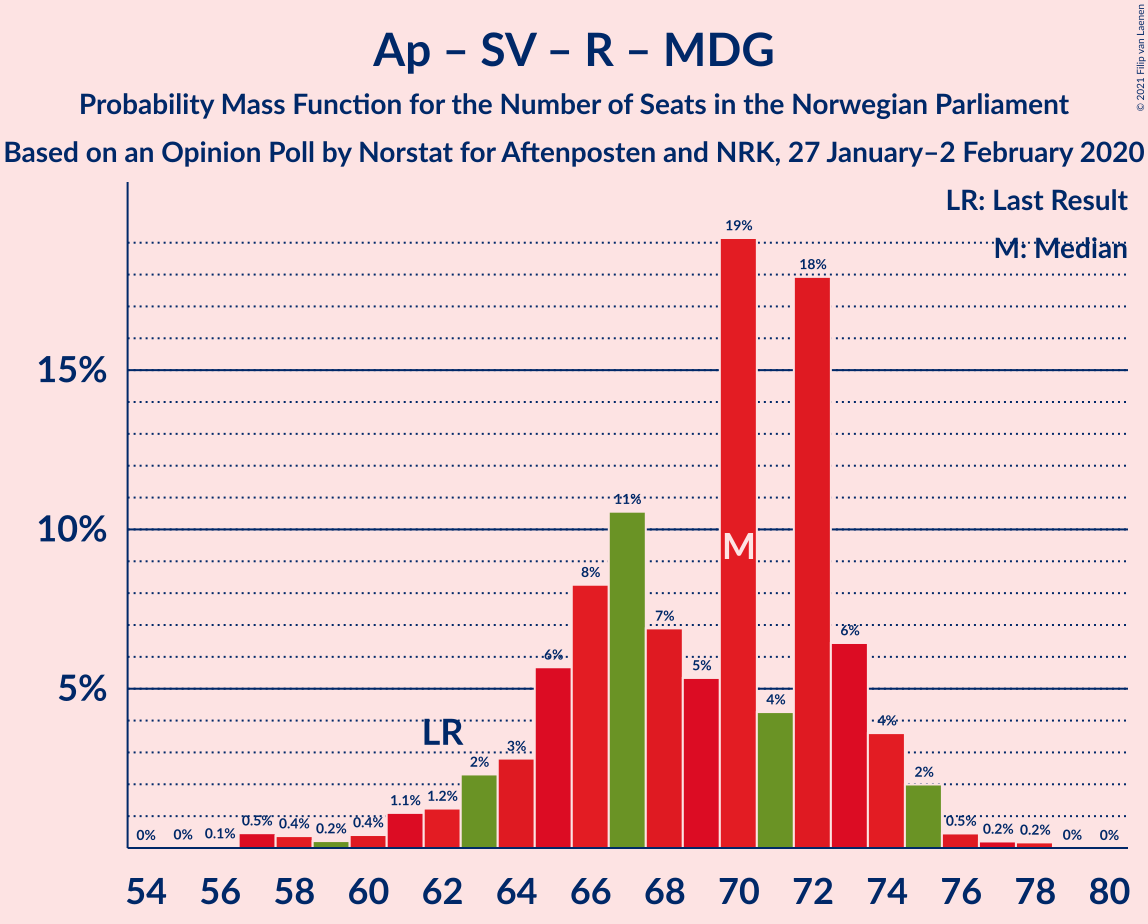 Ap – SV – R – MDG
Probability Mass Function for the Number of Seats in the Norwegian Parliament
Based on an Opinion Poll by Norstat for Aftenposten and NRK, 27 January–2 February 2020
© 2021 Filip van Laenen
LR: Last Result
M: Median
15%
10%
5%
0% 0% 0.1% 0.5% 0.4% 0.2% 0.4% 1.1% 1.2% 2% 3% 6% 8% 11% 7% 5% 19% 4% 18% 6% 4% 2% 0.5% 0.2% 0.2% 0% 0%
LR
M
54 56 58 60 62 64 66 68 70 72 74 76 78 80